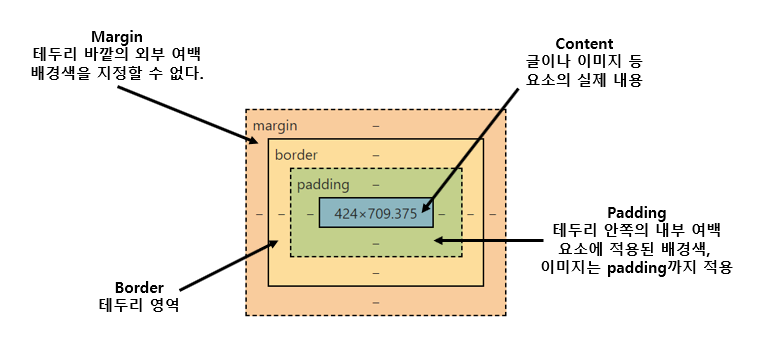 Margin
테두리 바깥의 외부 여백
배경색을 지정할 수 없다.
Content
글이나 이미지 등
요소의 실제 내용
margin –
border –
padding –
– – – 424×709.375 – – –
–
–
–
Padding
테두리 안쪽의 내부 여백
요소에 적용된 배경색,
이미지는 padding까지 적용
Border
테두리 영역